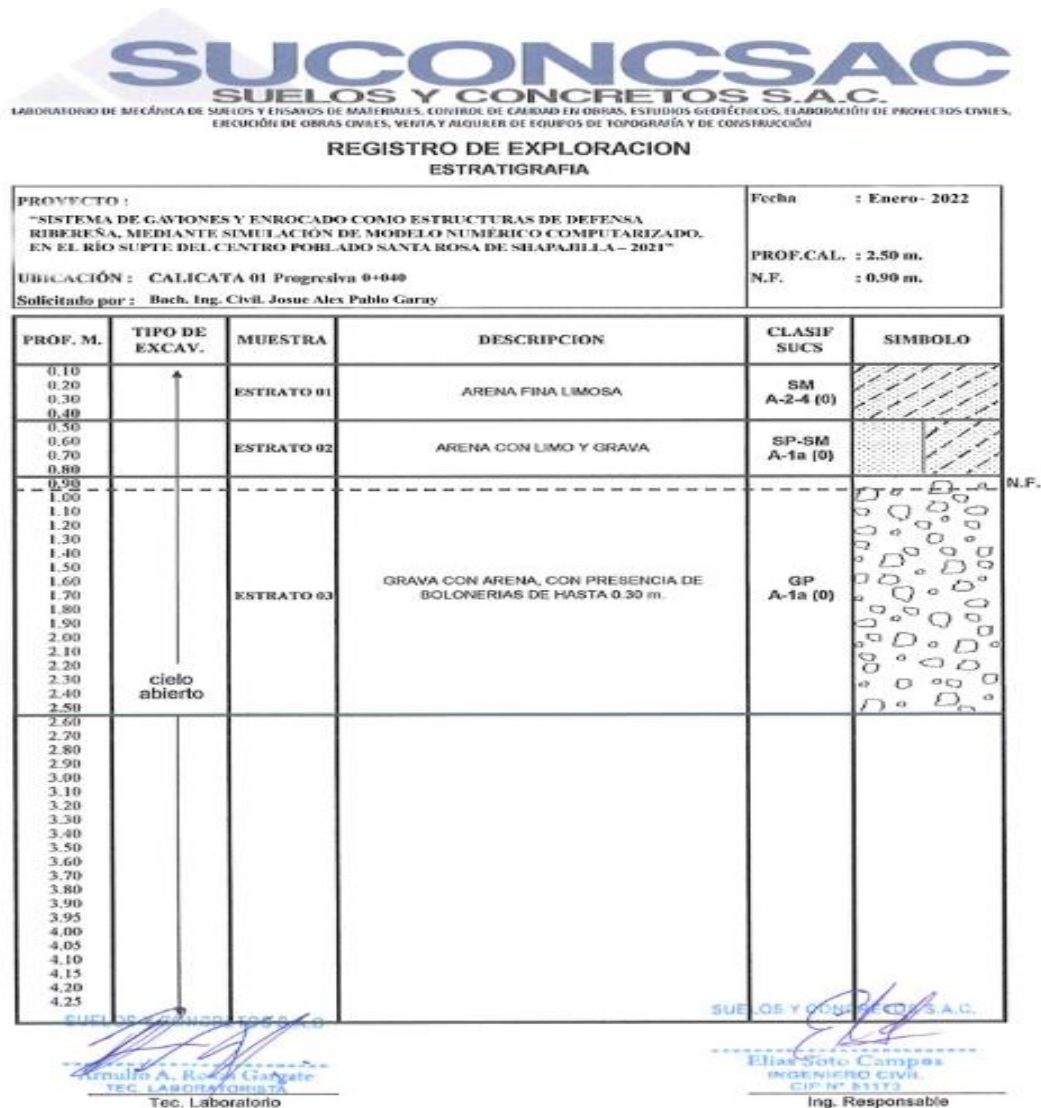 SUCONCSAC
SUELOS Y CONCRETOS S.A.C.
LABORATORIO DE MECÁNICA DE SUELOS Y ENSAYOS DE MATERIALES, CONTROL DE CALIDAD EN OBRAS, ESTUDIOS GEOTÉCNICOS, ELABORACIÓN DE PROYECTOS CIVILES,
EJECUCIÓN DE OBRAS CIVILES, VENTA Y ALQUILER DE EQUIPOS DE TOPOGRAFÍA Y DE CONSTRUCCIÓN
REGISTRO DE EXPLORACION
ESTRATIGRAFIA
PROYECTO :
"SISTEMA DE GAVIONES Y ENROCADO COMO ESTRUCTURAS DE DEFENSA
RIBEREÑA, MEDIANTE SIMULACIÓN DE MODELO NUMÉRICO COMPUTARIZADO,
EN EL RÍO SUPTE DEL CENTRO POBLADO SANTA ROSA DE SHAPAJILLA – 2021"
UBICACIÓN : CALICATA 01 Progresiva 0+040
Solicitado por : Bach. Ing. Civil. Josue Alex Pablo Garay
Fecha : Enero- 2022
PROF.CAL. : 2.50 m.
N.F. : 0.90 m.
PROF. M. TIPO DE EXCAV. MUESTRA DESCRIPCION CLASIF SUCS SIMBOLO
0.10
0.20
0.30
0.40
ESTRATO 01 ARENA FINA LIMOSA SM
A-2-4 (0)
0.50
0.60
0.70
0.80
ESTRATO 02 ARENA CON LIMO Y GRAVA SP-SM
A-1a (0)
0.90
N.F.
1.00
1.10
1.20
1.30
1.40
1.50
1.60
1.70
1.80
1.90
2.00
2.10
2.20
2.30
2.40
2.50
ESTRATO 03 GRAVA CON ARENA, CON PRESENCIA DE
BOLONERIAS DE HASTA 0.30 m.
GP
A-1a (0)
cielo
abierto
2.60
2.70
2.80
2.90
3.00
3.10
3.20
3.30
3.40
3.50
3.60
3.70
3.80
3.90
3.95
4.00
4.05
4.10
4.15
4.20
4.25
SUELOS Y CONCRETOS S.A.C
TEC. LABORATORISTA
Tec. Laboratorio
SUELOS Y CONCRETOS S.A.C.
Elias Soto Campos
INGENIERO CIVIL
CIP N° 81173
Ing. Responsable